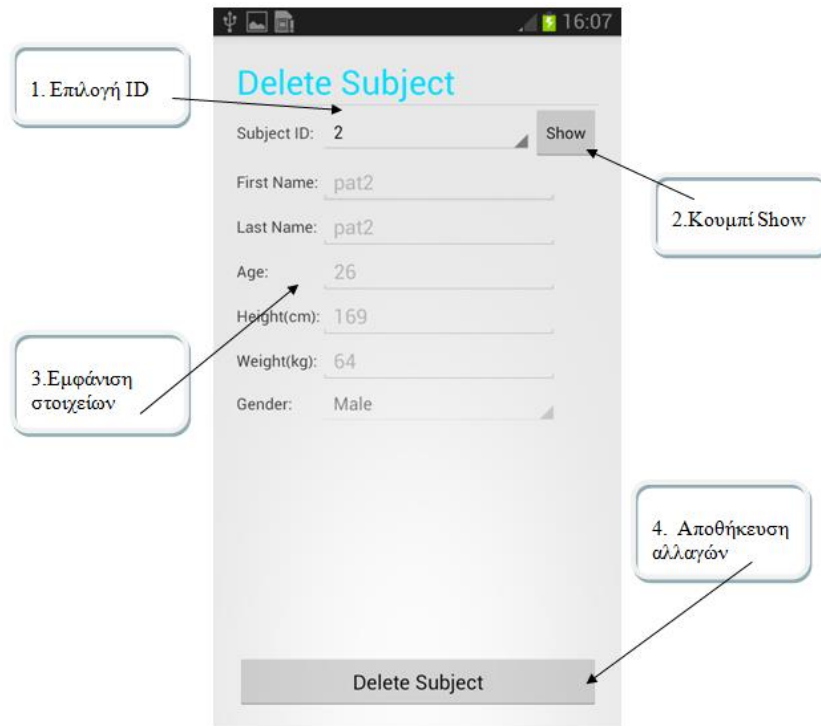 16:07
1. Επιλογή ID
Delete Subject
Subject ID: 2
Show
First Name: pat2
2.Κουμπί Show
Last Name: pat2
Age: 26
Height(cm): 169
Weight(kg): 64
3.Εμφάνιση
στοιχείων
Gender: Male
4. Αποθήκευση
αλλαγών
Delete Subject